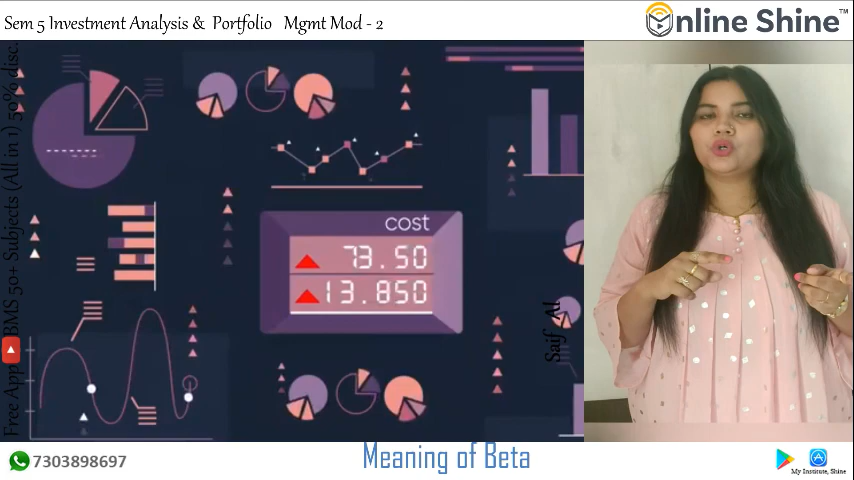 Sem 5 Investment Analysis & Portfolio Mgmt Mod - 2
Online Shine™
Free App BMS 50+ Subjects (All in 1) 50% disc.
cost
73.50
13.850
Saif Al
7303898697
Meaning of Beta
My Institute, Shine